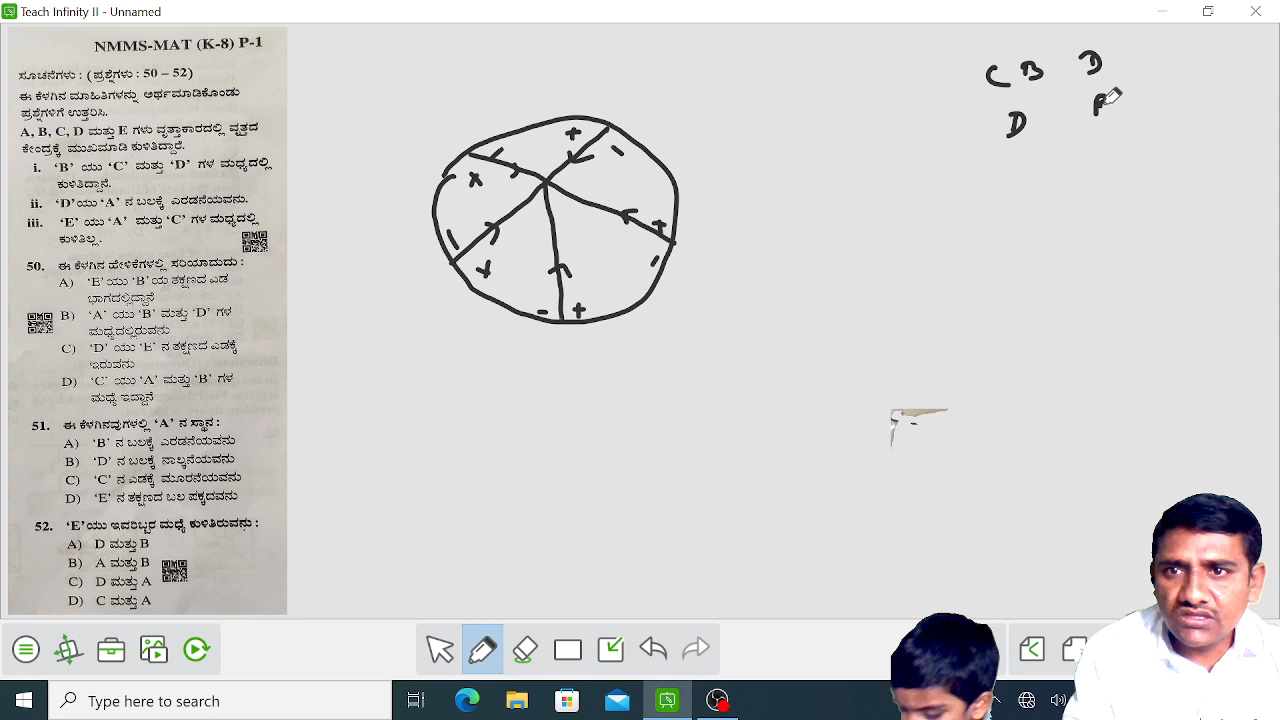 Teach Infinity II - Unnamed
NMMS-MAT (K-8) P-1
ಸೂಚನೆಗಳು : ( ಪ್ರಶ್ನೆಗಳು : 50 – 52 )
ಈ ಕೆಳಗಿನ ಮಾಹಿತಿಗಳನ್ನು ಅರ್ಥಮಾಡಿಕೊಂಡು
ಪ್ರಶ್ನೆಗಳಿಗೆ ಉತ್ತರಿಸಿ.
A, B, C, D ಮತ್ತು E ಗಳು ವೃತ್ತಾಕಾರದಲ್ಲಿ ವೃತ್ತದ
ಕೇಂದ್ರಕ್ಕೆ ಮುಖಮಾಡಿ ಕುಳಿತಿದ್ದಾರೆ.
i. 'B' ಯು 'C' ಮತ್ತು 'D' ಗಳ ಮಧ್ಯದಲ್ಲಿ
ಕುಳಿತಿದ್ದಾನೆ.
ii. 'D'ಯು 'A' ನ ಬಲಕ್ಕೆ ಎರಡನೆಯವನು.
iii. 'E' ಯು 'A' ಮತ್ತು 'C' ಗಳ ಮಧ್ಯದಲ್ಲಿ
ಕುಳಿತಿಲ್ಲ .
50. ಈ ಕೆಳಗಿನ ಹೇಳಿಕೆಗಳಲ್ಲಿ ಸರಿಯಾದುದು :
A) 'E' ಯು 'B'ಯ ತಕ್ಷಣದ ಎಡ
ಭಾಗದಲ್ಲಿದ್ದಾನೆ
B) 'A' ಯು 'B' ಮತ್ತು 'D' ಗಳ
ಮಧ್ಯದಲ್ಲಿರುವನು
C) 'D' ಯು 'E' ನ ತಕ್ಷಣದ ಎಡಕ್ಕೆ
ಇರುವನು
D) 'C' ಯು 'A' ಮತ್ತು 'B' ಗಳ
ಮಧ್ಯೆ ಇದ್ದಾನೆ
51. ಈ ಕೆಳಗಿನವುಗಳಲ್ಲಿ 'A' ನ ಸ್ಥಾನ :
A) 'B' ನ ಬಲಕ್ಕೆ ಎರಡನೆಯವನು
B) 'D' ನ ಬಲಕ್ಕೆ ನಾಲ್ಕನೆಯವನು
C) 'C' ನ ಎಡಕ್ಕೆ ಮೂರನೆಯವನು
D) 'E' ನ ತಕ್ಷಣದ ಬಲ ಪಕ್ಕದವನು
52. 'E'ಯು ಇವರಿಬ್ಬರ ಮಧ್ಯೆ ಕುಳಿತಿರುವನು :
A) D ಮತ್ತು B
B) A ಮತ್ತು B
C) D ಮತ್ತು A
D) C ಮತ್ತು A
C B D
D
Type here to search